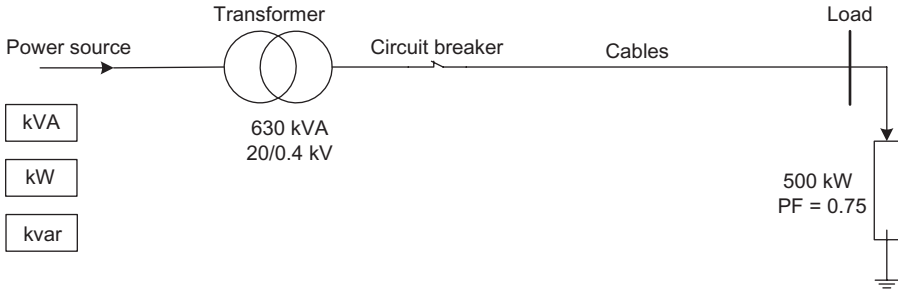 Transformer
Load
Power source
Circuit breaker
Cables
kVA
630 kVA
20/0.4 kV
kW
500 kW
PF = 0.75
kvar